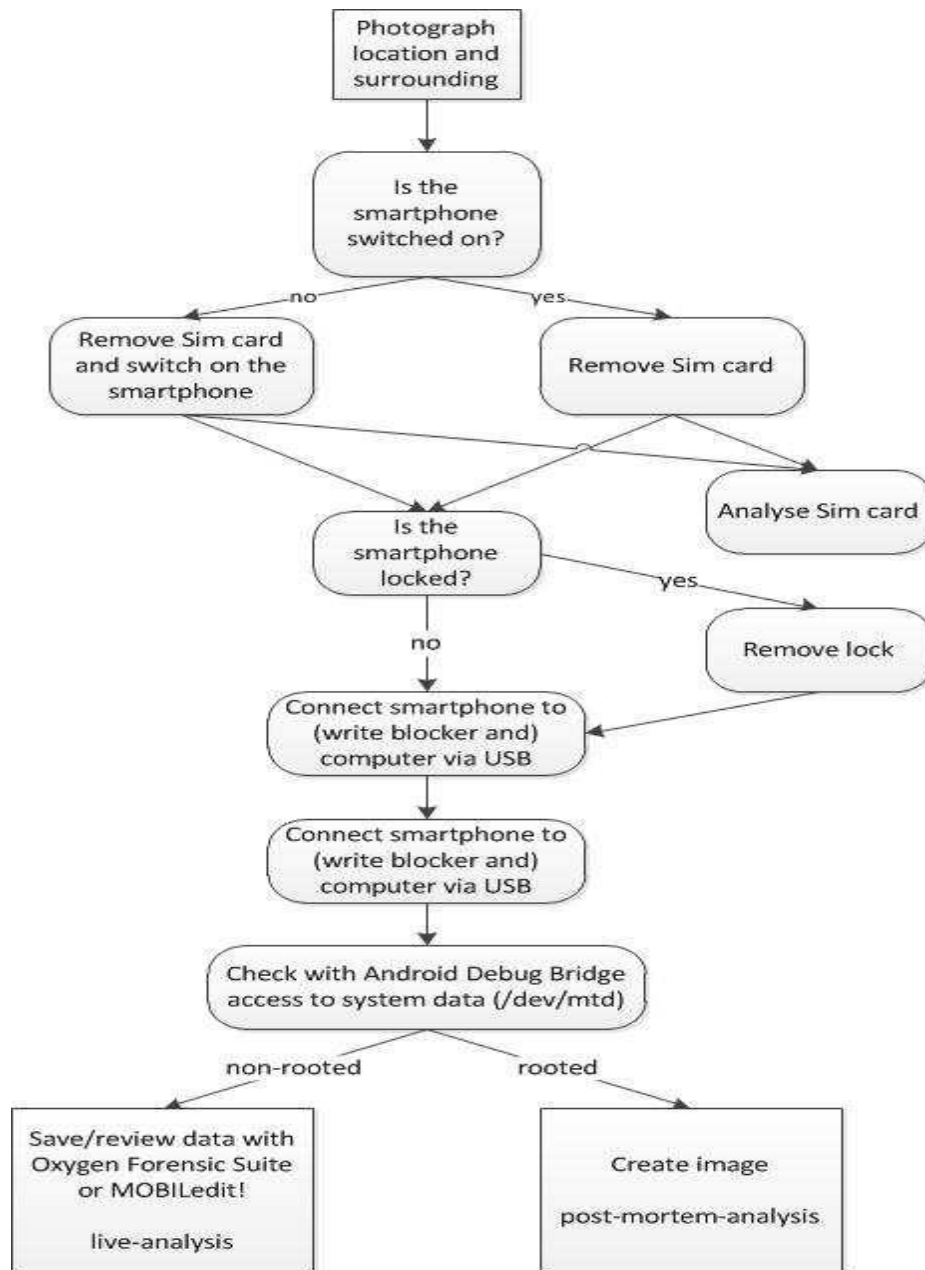 Photograph
location and
surrounding
Is the
smartphone
switched on?
no
yes
Remove Sim card
and switch on the
smartphone
Remove Sim card
Analyse Sim card
Is the
smartphone
locked?
yes
no
Remove lock
Connect smartphone to
(write blocker and)
computer via USB
Connect smartphone to
(write blocker and)
computer via USB
Check with Android Debug Bridge
access to system data (/dev/mtd)
non-rooted
rooted
Save/review data with
Oxygen Forensic Suite
or MOBILedit!
live-analysis
Create image
post-mortem-analysis